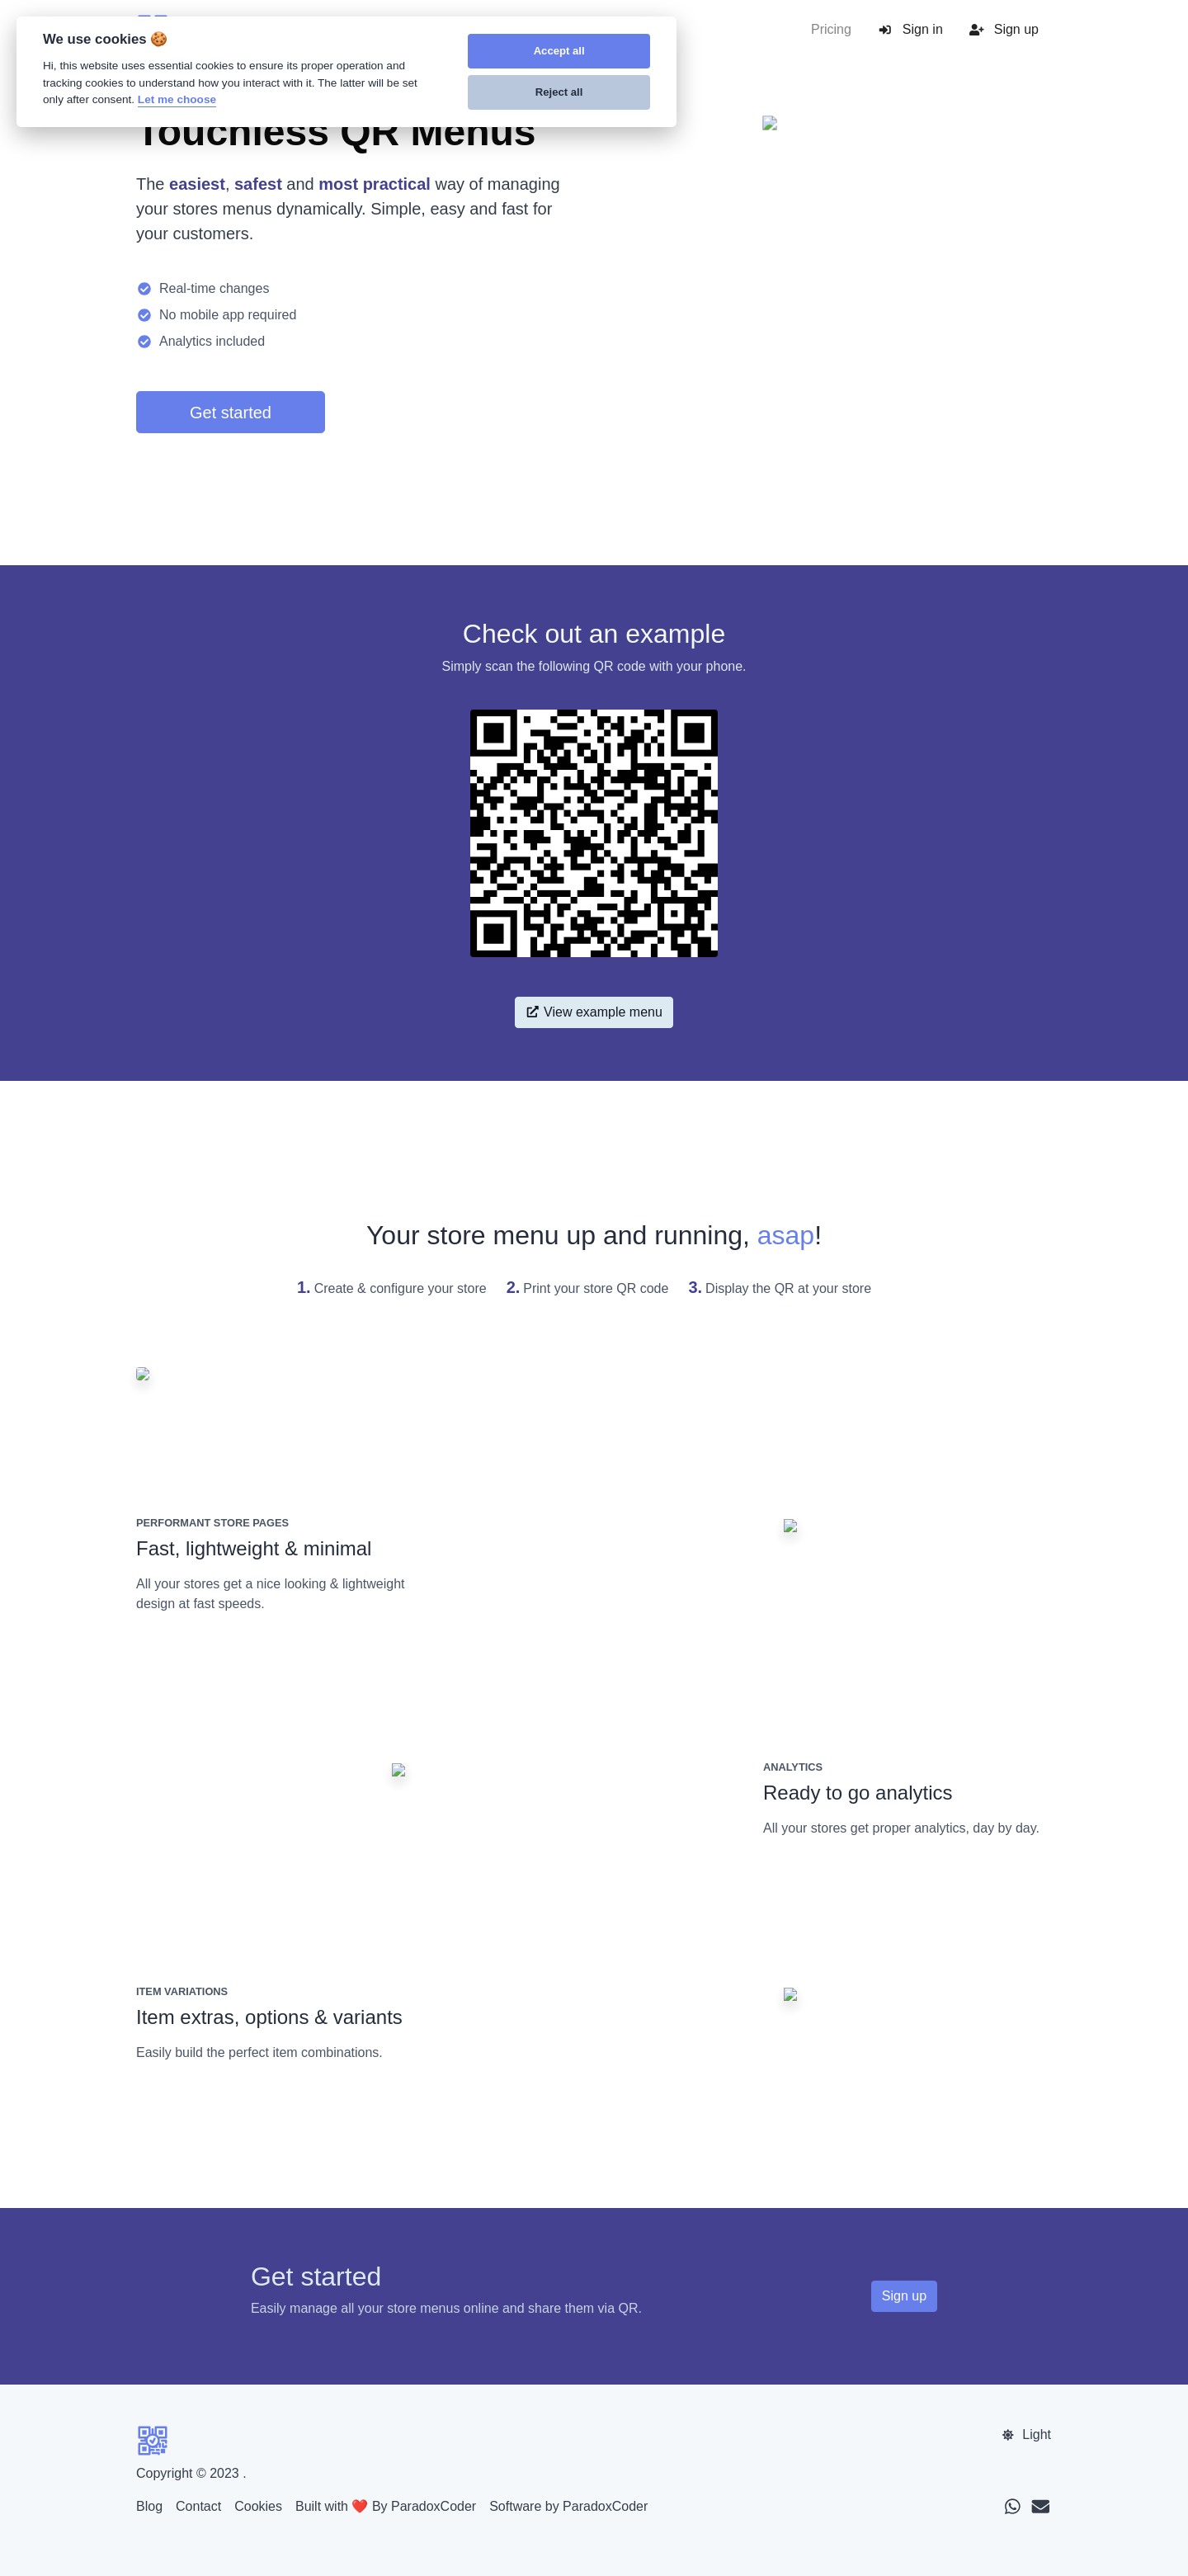 Pricing
Sign in
Sign up
We use cookies 🍪
Hi, this website uses essential cookies to ensure its proper operation and
tracking cookies to understand how you interact with it. The latter will be set
only after consent. Let me choose
Accept all
Reject all
Touchless QR Menus
The easiest, safest and most practical way of managing
your stores menus dynamically. Simple, easy and fast for
your customers.
Real-time changes
No mobile app required
Analytics included
Get started
Check out an example
Simply scan the following QR code with your phone.
View example menu
Your store menu up and running, asap!
1. Create & configure your store 2. Print your store QR code 3. Display the QR at your store
PERFORMANT STORE PAGES
Fast, lightweight & minimal
All your stores get a nice looking & lightweight
design at fast speeds.
ANALYTICS
Ready to go analytics
All your stores get proper analytics, day by day.
ITEM VARIATIONS
Item extras, options & variants
Easily build the perfect item combinations.
Get started
Easily manage all your store menus online and share them via QR.
Sign up
Light
Copyright © 2023 .
Blog Contact Cookies Built with ❤️ By ParadoxCoder Software by ParadoxCoder